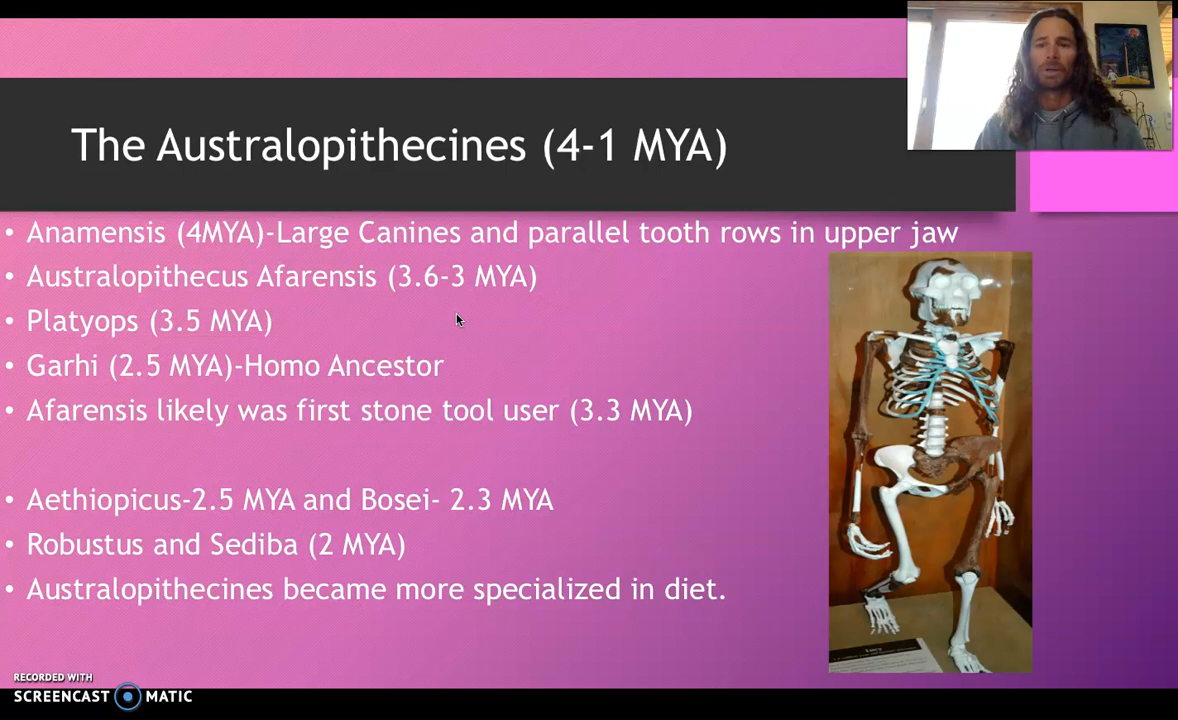 The Australopithecines (4-1 MYA)
• Anamensis (4MYA)-Large Canines and parallel tooth rows in upper jaw
• Australopithecus Afarensis (3.6-3 MYA)
• Platyops (3.5 MYA)
• Garhi (2.5 MYA)-Homo Ancestor
• Afarensis likely was first stone tool user (3.3 MYA)
• Aethiopicus-2.5 MYA and Bosei- 2.3 MYA
• Robustus and Sediba (2 MYA)
• Australopithecines became more specialized in diet.
Lucy
RECORDED WITH
SCREENCAST MATIC